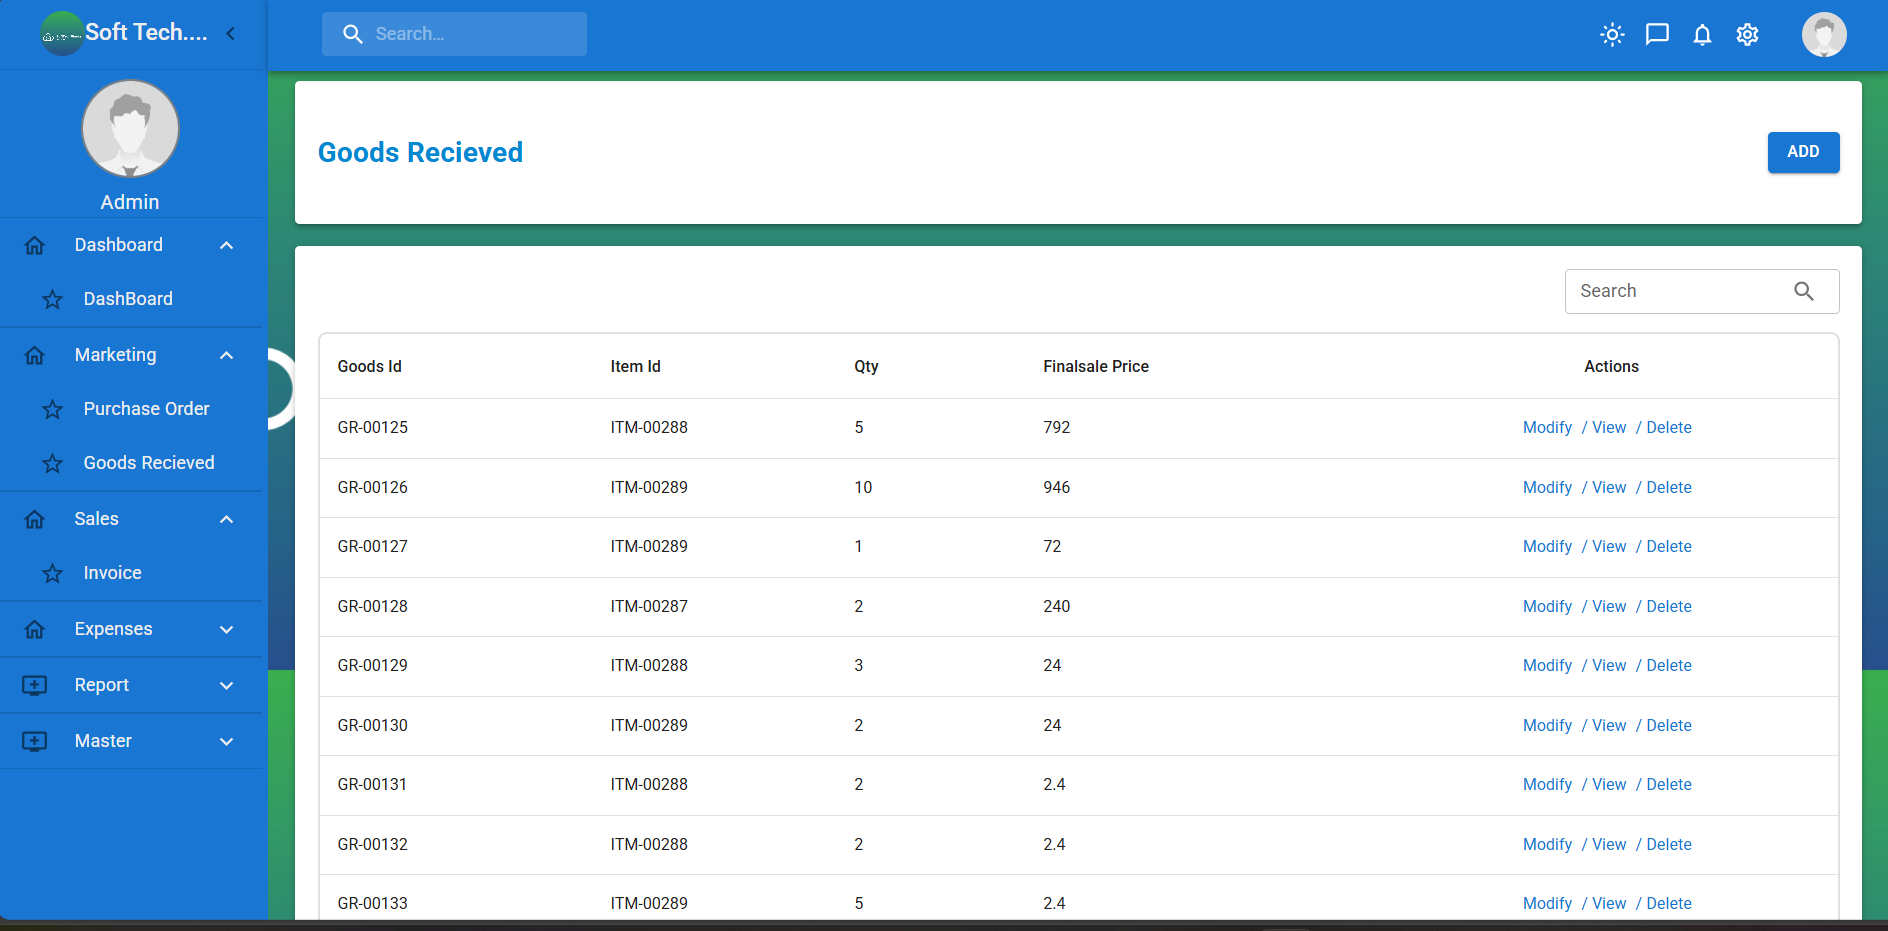 Soft Tech....
Search...
Admin
Dashboard
DashBoard
Marketing
Purchase Order
Goods Recieved
Sales
Invoice
Expenses
Report
Master
Goods Recieved
ADD
Search
Goods Id Item Id Qty Finalsale Price Actions
GR-00125 ITM-00288 5 792 Modify / View / Delete
GR-00126 ITM-00289 10 946 Modify / View / Delete
GR-00127 ITM-00289 1 72 Modify / View / Delete
GR-00128 ITM-00287 2 240 Modify / View / Delete
GR-00129 ITM-00288 3 24 Modify / View / Delete
GR-00130 ITM-00289 2 24 Modify / View / Delete
GR-00131 ITM-00288 2 2.4 Modify / View / Delete
GR-00132 ITM-00288 2 2.4 Modify / View / Delete
GR-00133 ITM-00289 5 2.4 Modify / View / Delete